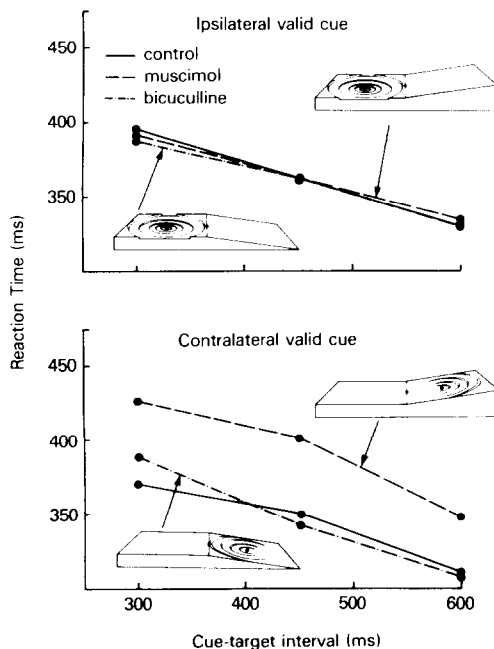 Ipsilateral valid cue
450
control
muscimol
bicuculline
400
350
Reaction Time (ms)
Contralateral valid cue
450
400
350
300
400
500
600
Cue-target interval (ms)